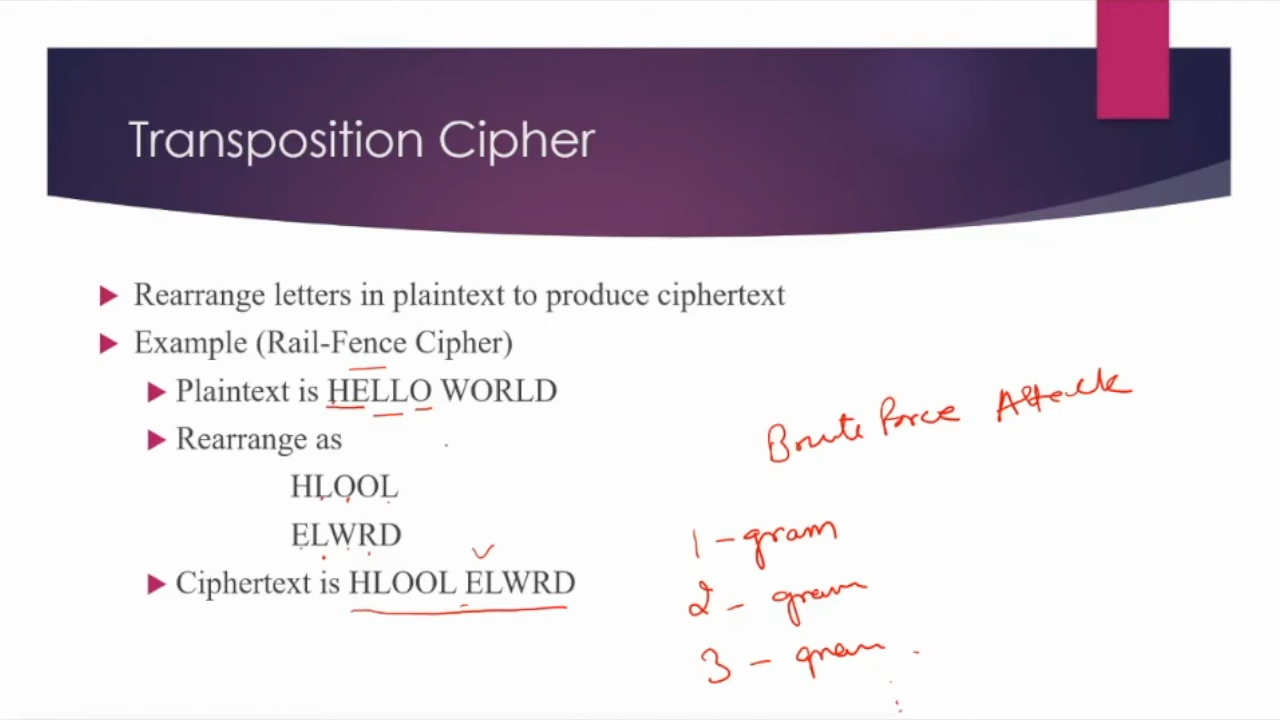 Transposition Cipher
Rearrange letters in plaintext to produce ciphertext
Example (Rail-Fence Cipher)
Plaintext is HELLO WORLD
Rearrange as
HLOOL
ELWRD
Ciphertext is HLOOL ELWRD
Brute Force Attack
1 - gram
2 - gram
3 - gram